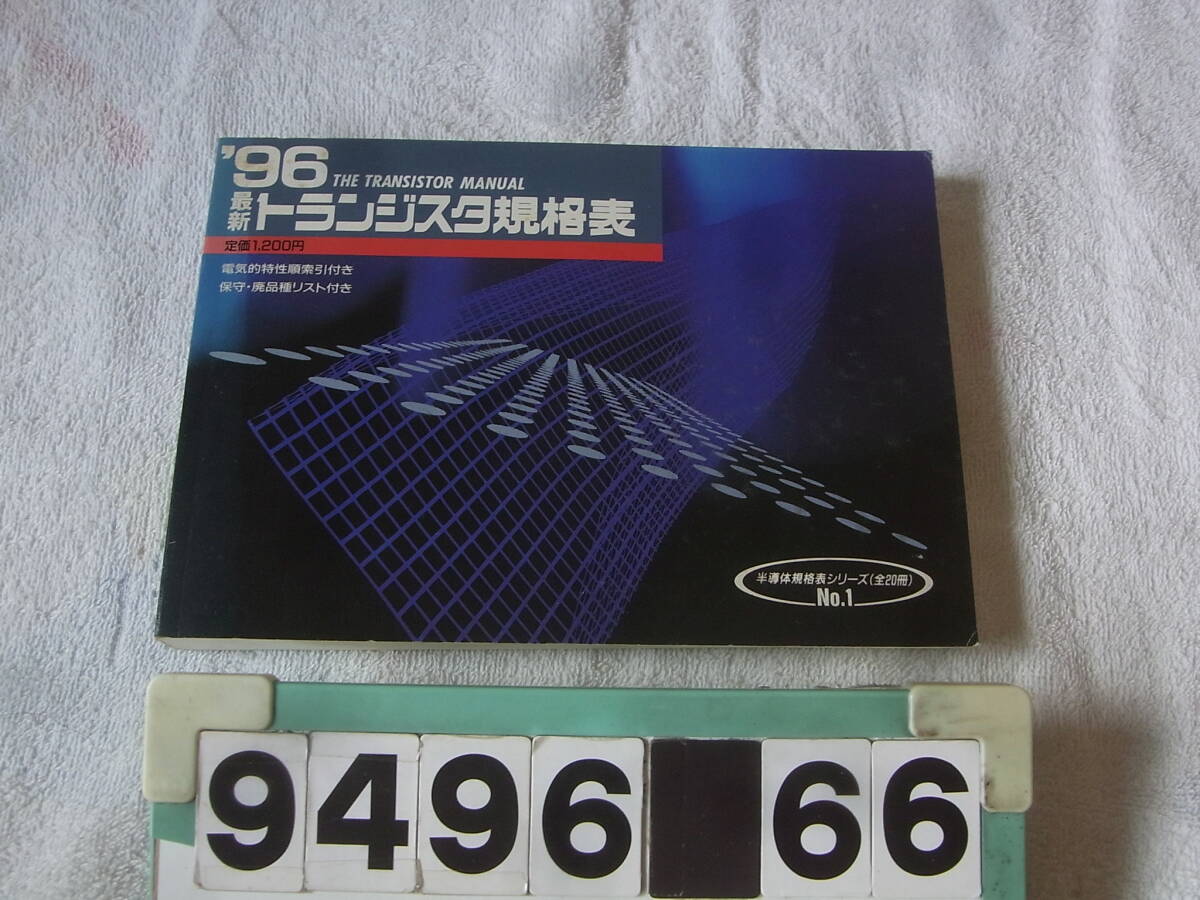 '96 THE TRANSISTOR MANUAL
最新トランジスタ規格表
定価1,200円
電気的特性順索引付き
保守・廃品種リスト付き
半導体規格表シリーズ(全20冊)
No.1
9496 66